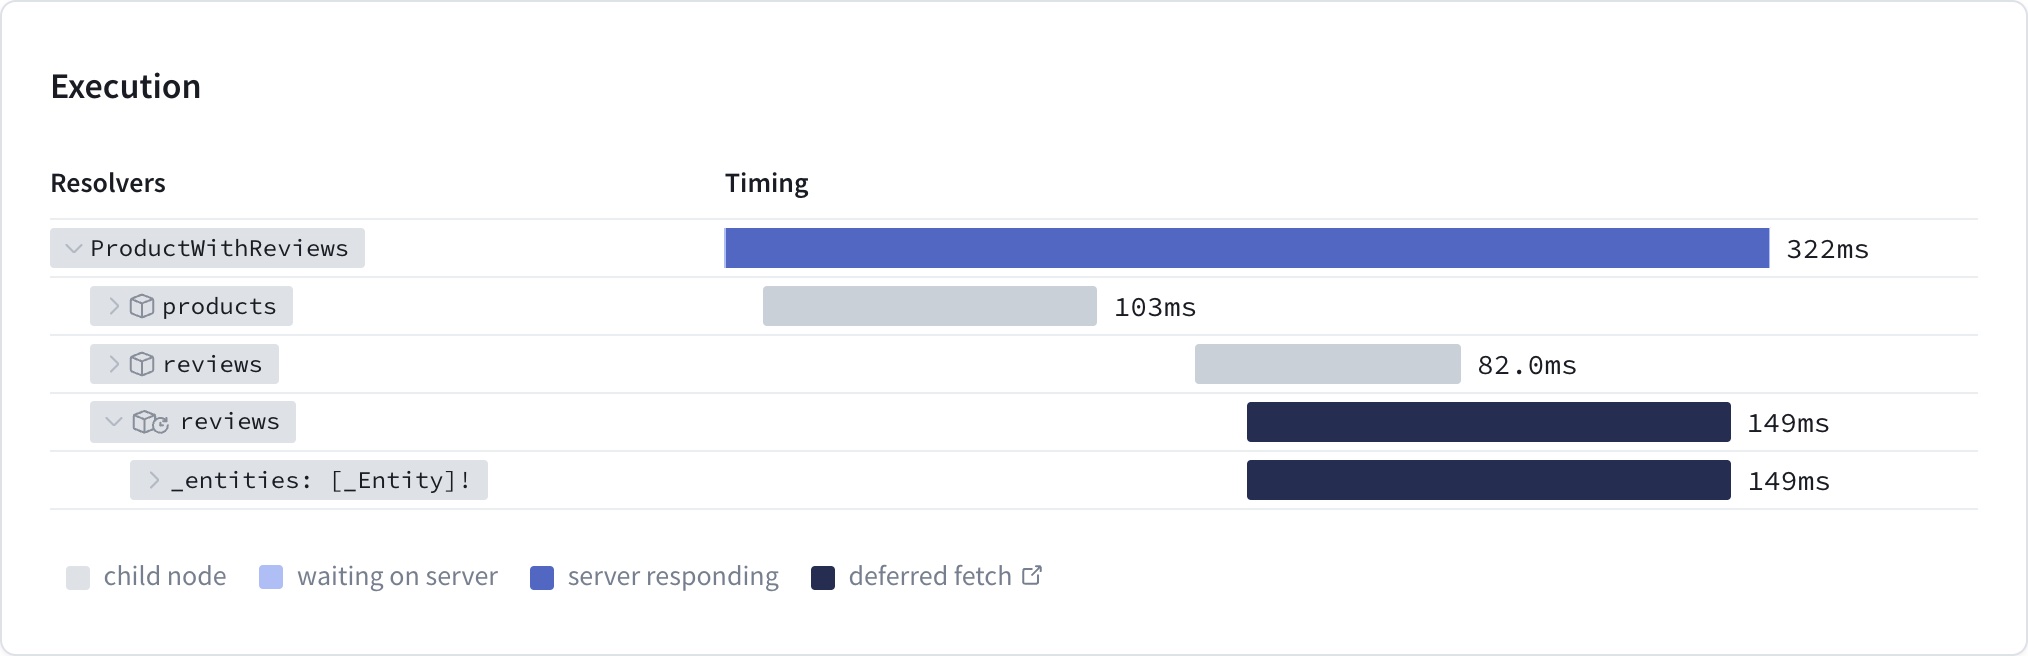 Execution
Resolvers Timing
ProductWithReviews 322ms
products 103ms
reviews 82.0ms
reviews 149ms
_entities: [_Entity]! 149ms
child node waiting on server server responding deferred fetch